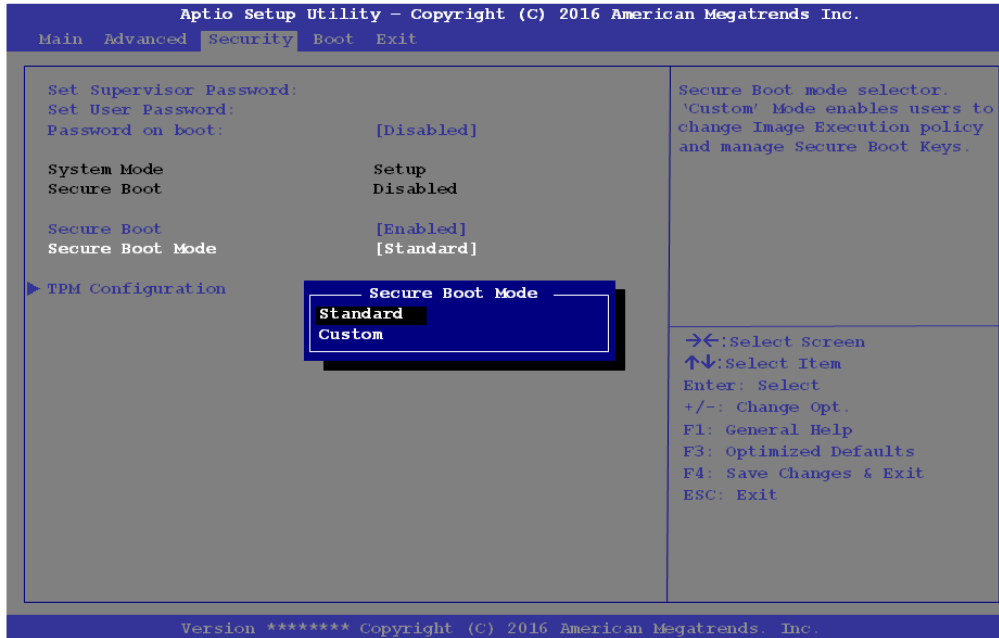 Aptio Setup Utility – Copyright (C) 2016 American Megatrends Inc.
Main Advanced Security Boot Exit
Set Supervisor Password:
Set User Password:
Password on boot: [Disabled]
System Mode Setup
Secure Boot Disabled
Secure Boot [Enabled]
Secure Boot Mode [Standard]
TPM Configuration
Secure Boot Mode
Standard
Custom
Secure Boot mode selector.
'Custom' Mode enables users to
change Image Execution policy
and manage Secure Boot Keys.
→←:Select Screen
↑↓:Select Item
Enter: Select
+/-: Change Opt.
F1: General Help
F3: Optimized Defaults
F4: Save Changes & Exit
ESC: Exit
Version ******** Copyright (C) 2016 American Megatrends. Inc.